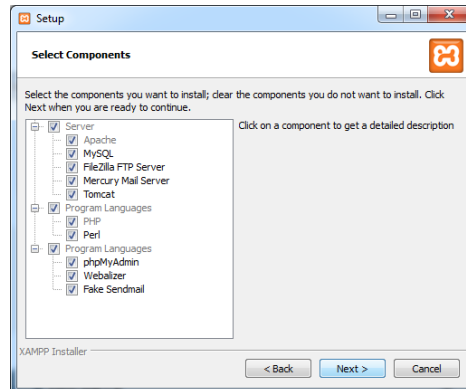 Setup
Select Components
Select the components you want to install; clear the components you do not want to install. Click
Next when you are ready to continue.
Server
Apache
MySQL
FileZilla FTP Server
Mercury Mail Server
Tomcat
Program Languages
PHP
Perl
Program Languages
phpMyAdmin
Webalizer
Fake Sendmail
Click on a component to get a detailed description
XAMPP Installer
< Back
Next >
Cancel